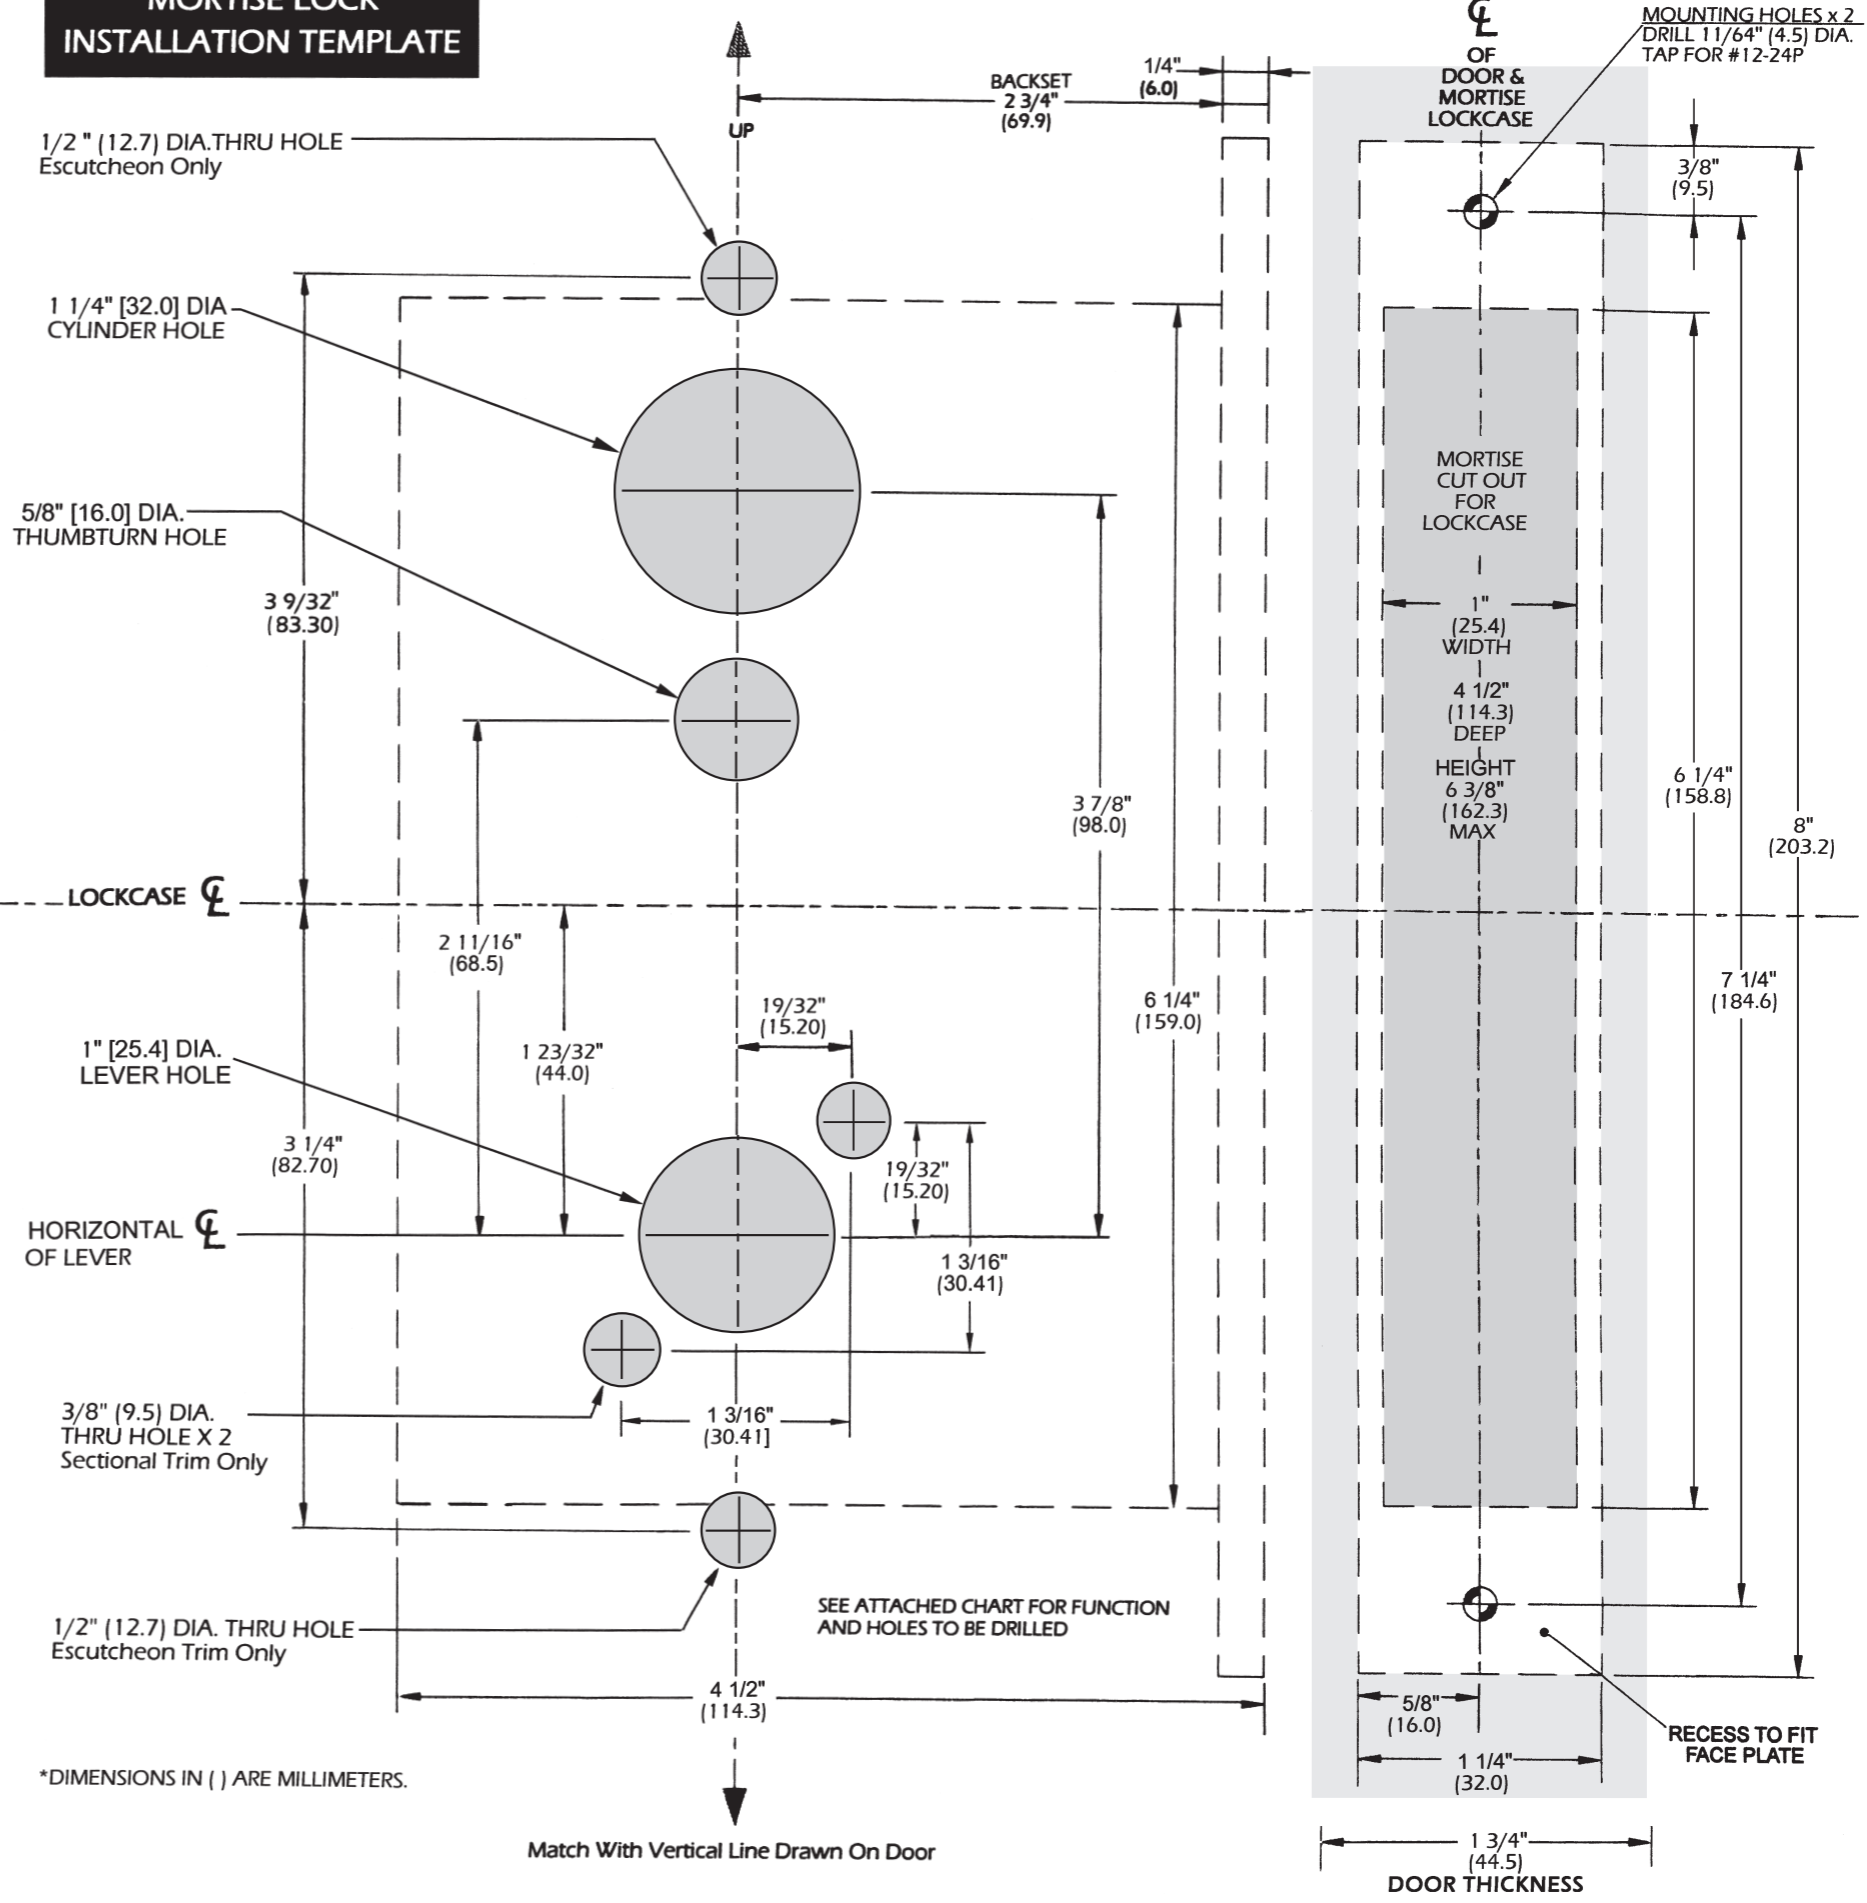 MORTISE LOCK
INSTALLATION TEMPLATE
1/2 " (12.7) DIA.THRU HOLE
Escutcheon Only
1 1/4" [32.0] DIA
CYLINDER HOLE
5/8" [16.0] DIA.
THUMBTURN HOLE
3 9/32"
(83.30)
LOCKCASE ℄
2 11/16"
(68.5)
1 23/32"
(44.0)
1" [25.4] DIA.
LEVER HOLE
3 1/4"
(82.70)
HORIZONTAL ℄
OF LEVER
3/8" (9.5) DIA.
THRU HOLE X 2
Sectional Trim Only
1/2" (12.7) DIA. THRU HOLE
Escutcheon Trim Only
*DIMENSIONS IN ( ) ARE MILLIMETERS.
UP
BACKSET
2 3/4"
(69.9)
1/4"
(6.0)
3 7/8"
(98.0)
19/32"
(15.20)
6 1/4"
(159.0)
19/32"
(15.20)
1 3/16"
(30.41)
1 3/16"
(30.41]
SEE ATTACHED CHART FOR FUNCTION
AND HOLES TO BE DRILLED
4 1/2"
(114.3)
Match With Vertical Line Drawn On Door
℄
OF
DOOR &
MORTISE
LOCKCASE
MOUNTING HOLES x 2
DRILL 11/64" (4.5) DIA.
TAP FOR #12-24P
3/8"
(9.5)
MORTISE
CUT OUT
FOR
LOCKCASE
1"
(25.4)
WIDTH
4 1/2"
(114.3)
DEEP
HEIGHT
6 3/8"
(162.3)
MAX
6 1/4"
(158.8)
8"
(203.2)
7 1/4"
(184.6)
5/8"
(16.0)
1 1/4"
(32.0)
RECESS TO FIT
FACE PLATE
1 3/4"
(44.5)
DOOR THICKNESS